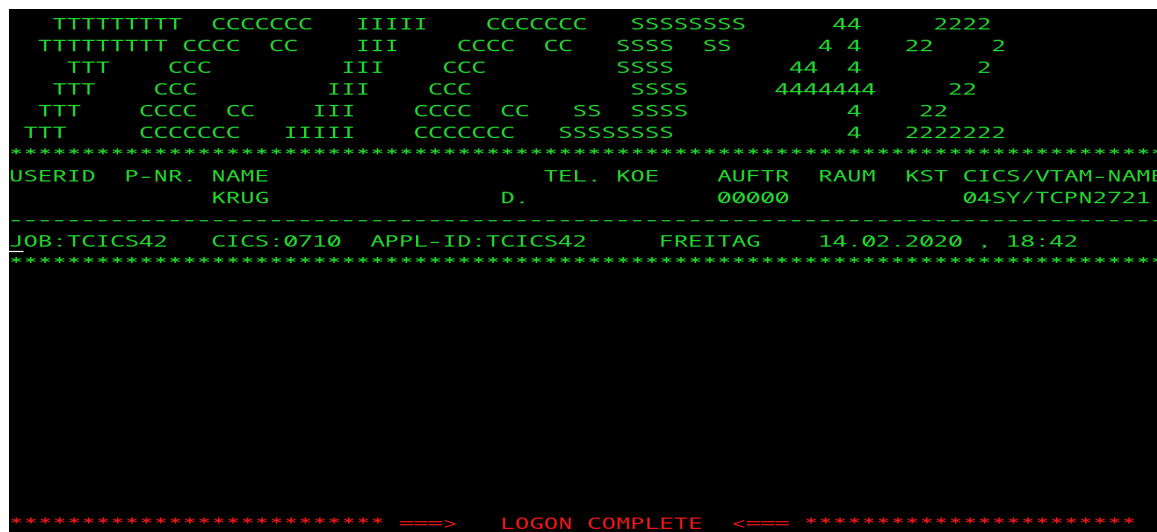 TTTTTTTTT  CCCCCCC   IIIII    CCCCCCC   SSSSSSSS      44     2222
TTTTTTTTT CCCC  CC    III    CCCC  CC   SSSS  SS      4 4   22    2
TTT    CCC         III    CCC         SSSS        44  4        2
TTT    CCC         III    CCC           SSSS      4444444     22
TTT    CCCC  CC    III    CCCC  CC   SS  SSSS           4    22
TTT     CCCCCCC   IIIII    CCCCCCC   SSSSSSSS            4   2222222
*******************************************************************************
USERID  P-NR. NAME                   TEL. KOE    AUFTR  RAUM  KST CICS/VTAM-NAME
KRUG                D.             00000            04SY/TCPN2721
-------------------------------------------------------------------------------
JOB:TCICS42   CICS:0710  APPL-ID:TCICS42     FREITAG    14.02.2020 , 18:42
*******************************************************************************
************************** ===>   LOGON COMPLETE  <=== ***********************